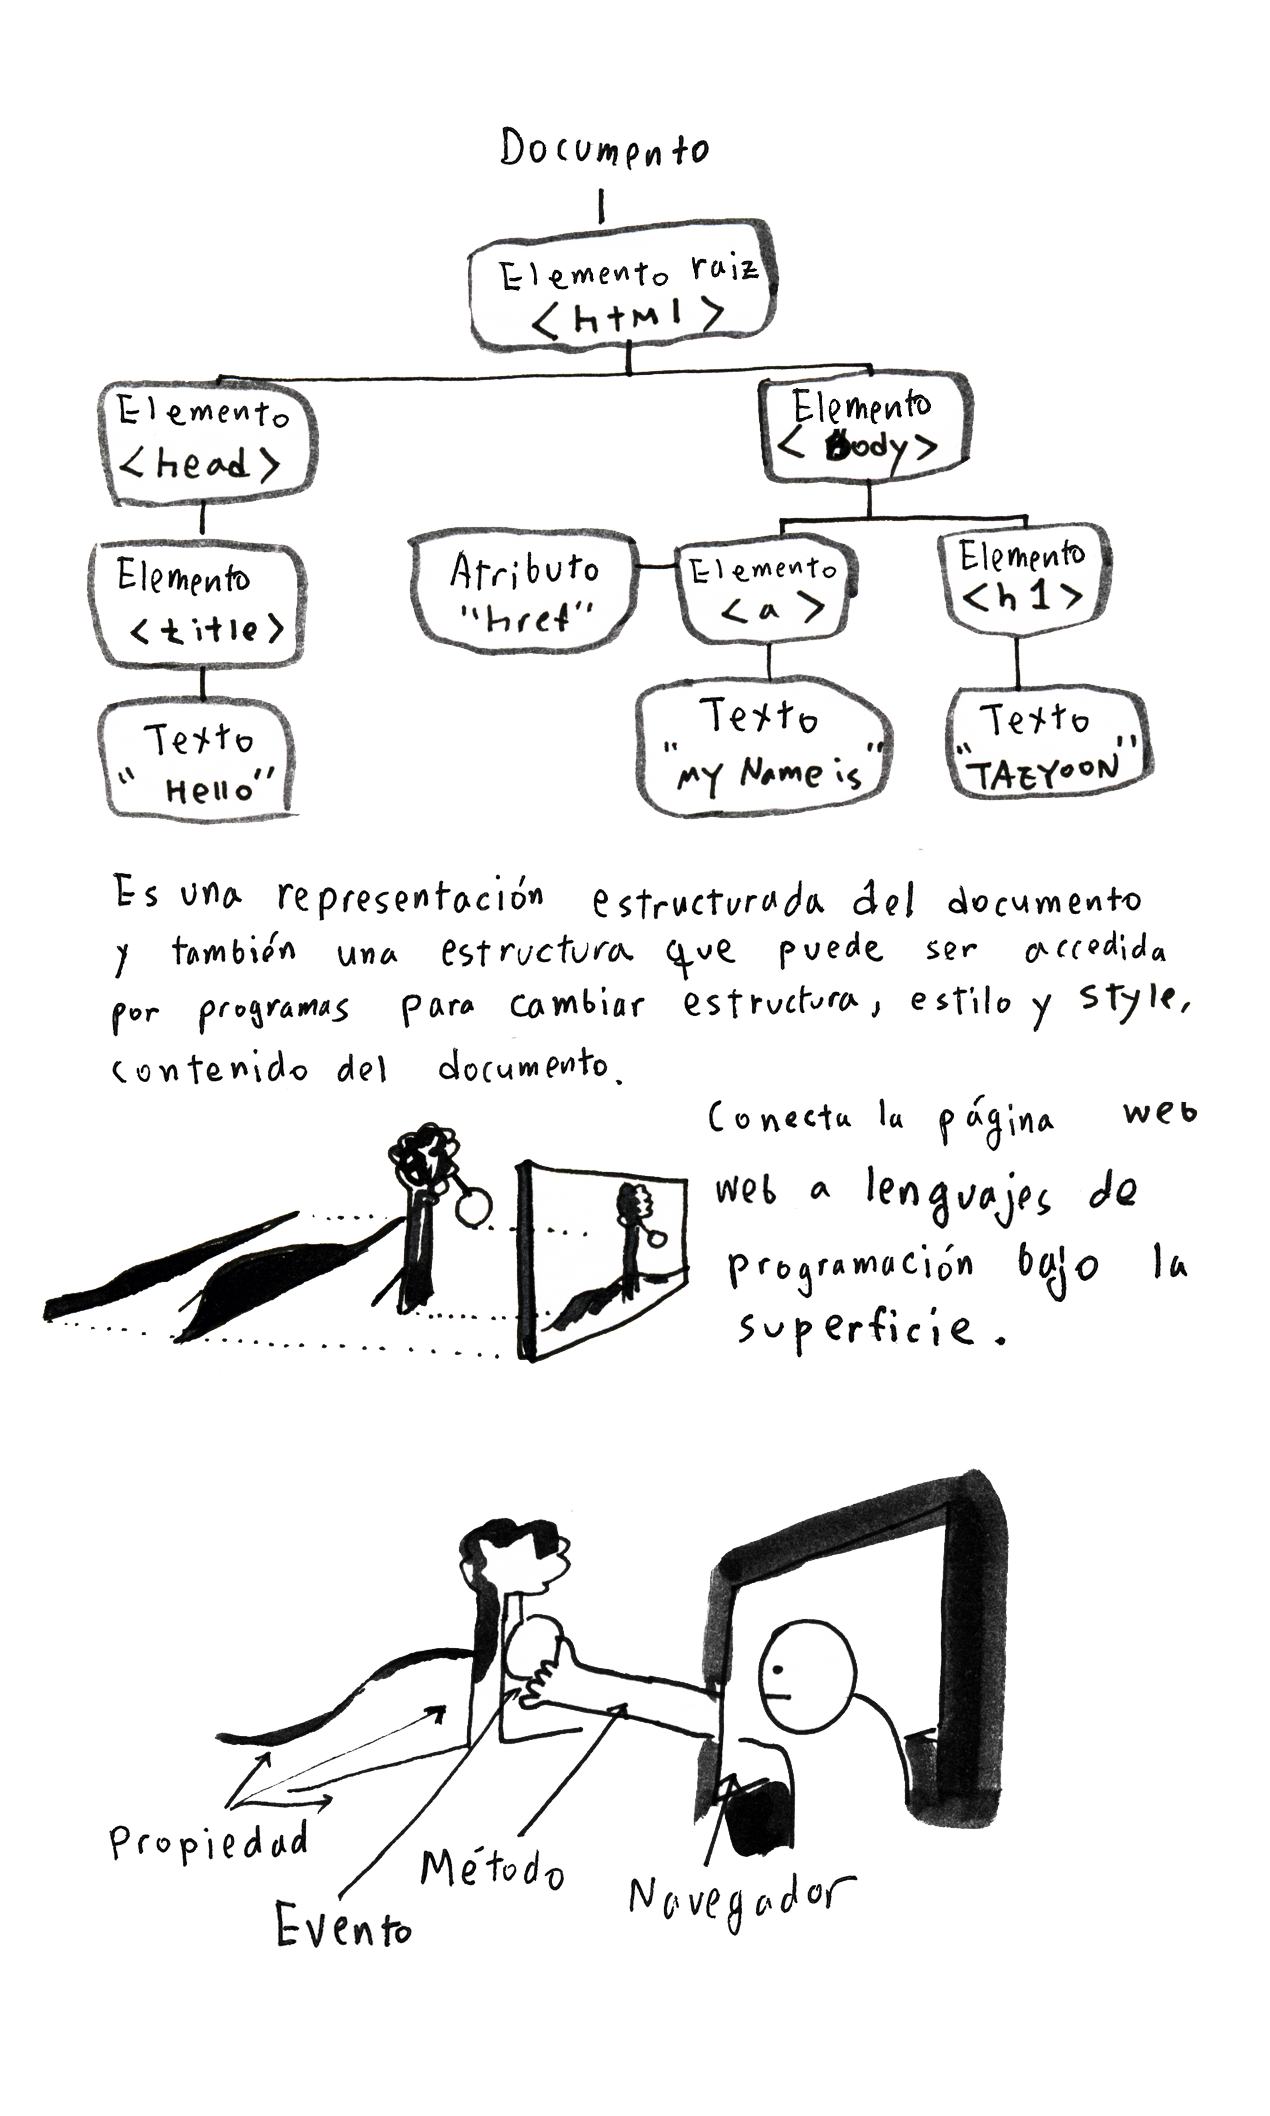 Documento
Elemento raiz
<html>
Elemento
<head>
Elemento
<Body>
Elemento
<title>
Atributo
"href"
Elemento
<a>
Elemento
<h1>
Texto
"Hello"
Texto
"my Name is"
Texto
"TAEYOON"
Es una representación estructurada del documento
y también una estructura que puede ser accedida
por programas para cambiar estructura, estilo y style,
contenido del documento.
Conecta la página web
web a lenguajes de
programación bajo la
superficie.
Propiedad
Evento
Método
Navegador